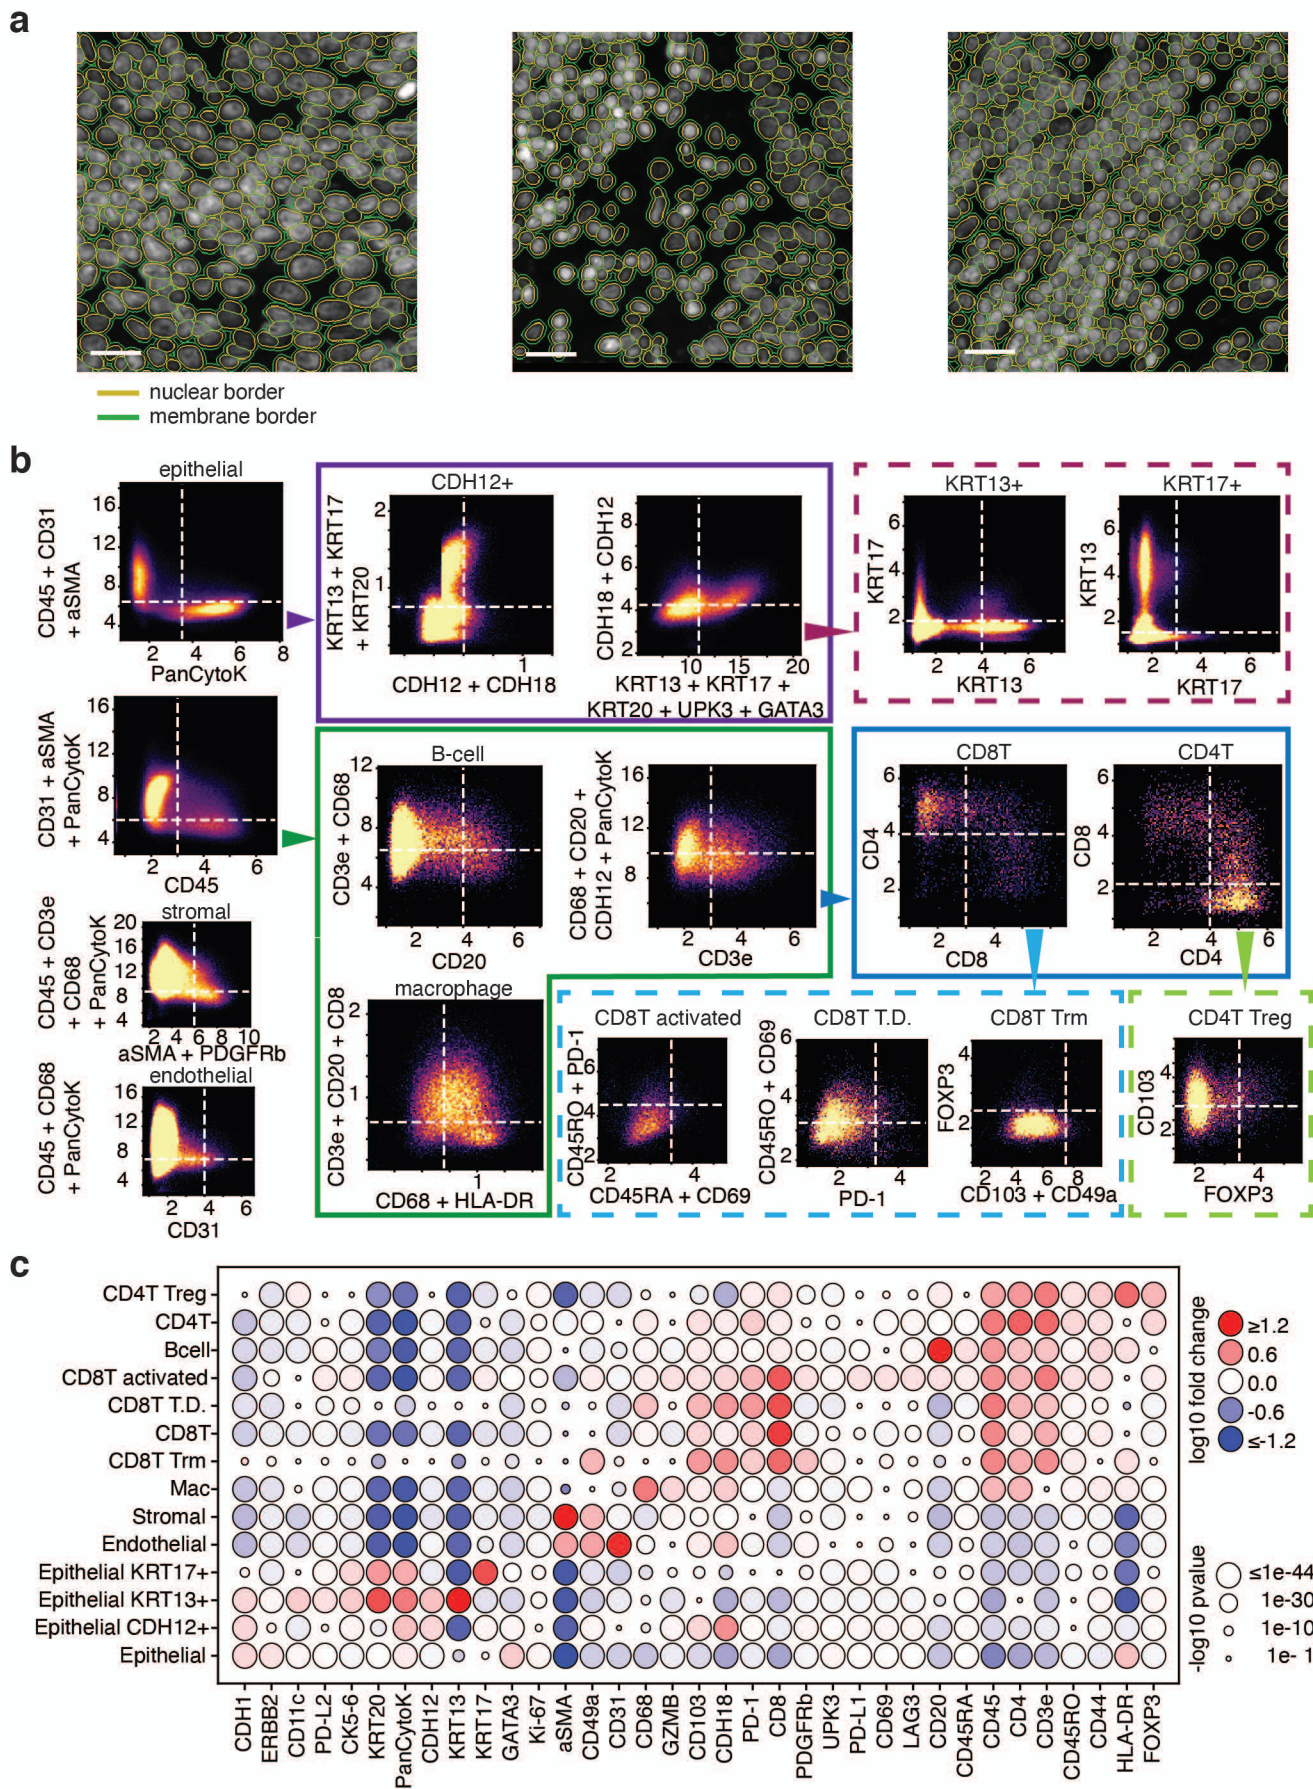 a
nuclear border
membrane border
b
epithelial
CD45 + CD31
+ aSMA
16
12
8
4
2 4 6 8
PanCytoK
CDH12+
KRT13 + KRT17
+ KRT20
2
1
1
CDH12 + CDH18
CDH18 + CDH12
8
6
4
2
10 15 20
KRT13 + KRT17 +
KRT20 + UPK3 + GATA3
KRT13+
KRT17
6
4
2
2 4 6
KRT13
KRT17+
KRT13
6
4
2
2 4 6
KRT17
CD31 + aSMA
+ PanCytoK
16
12
8
4
2 4 6
CD45
B-cell
CD3e + CD68
12
8
4
2 4 6
CD20
CD68 + CD20 +
CDH12 + PanCytoK
16
12
8
2 4 6
CD3e
CD8T
CD4
6
4
2
2 4
CD8
CD4T
CD8
6
4
2
2 4 6
CD4
stromal
CD45 + CD3e
+ CD68
+ PanCytoK
20
16
12
8
4
2 4 6 8 10
aSMA + PDGFRb
endothelial
CD45 + CD68
+ PanCytoK
16
12
8
4
2 4 6
CD31
macrophage
CD3e + CD20 + CD8
2
1
1
CD68 + HLA-DR
CD8T activated
CD45RO + PD-1
6
4
2
2 4
CD45RA + CD69
CD8T T.D.
CD45RO + CD69
6
4
2
2 4
PD-1
CD8T Trm
FOXP3
4
2
2 4 6 8
CD103 + CD49a
CD4T Treg
CD103
4
2
2 4
FOXP3
c
CD4T Treg
CD4T
Bcell
CD8T activated
CD8T T.D.
CD8T
CD8T Trm
Mac
Stromal
Endothelial
Epithelial KRT17+
Epithelial KRT13+
Epithelial CDH12+
Epithelial
CDH1
ERBB2
CD11c
PD-L2
CK5-6
KRT20
PanCytoK
CDH12
KRT13
KRT17
GATA3
Ki-67
aSMA
CD49a
CD31
CD68
GZMB
CD103
CDH18
PD-1
CD8
PDGFRb
UPK3
PD-L1
CD69
LAG3
CD20
CD45RA
CD45
CD4
CD3e
CD45RO
CD44
HLA-DR
FOXP3
log10 fold change
≥1.2
0.6
0.0
-0.6
≤-1.2
-log10 pvalue
≤1e-44
1e-30
1e-10
1e- 1